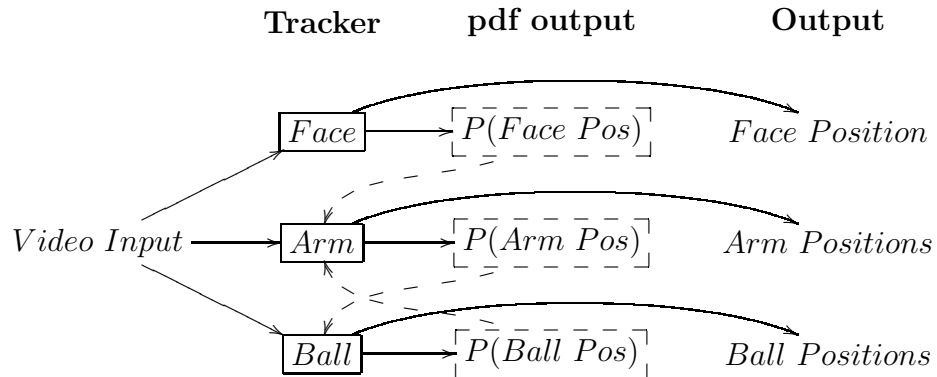 Tracker pdf output Output
Face P(Face Pos) Face Position
Video Input Arm P(Arm Pos) Arm Positions
Ball P(Ball Pos) Ball Positions